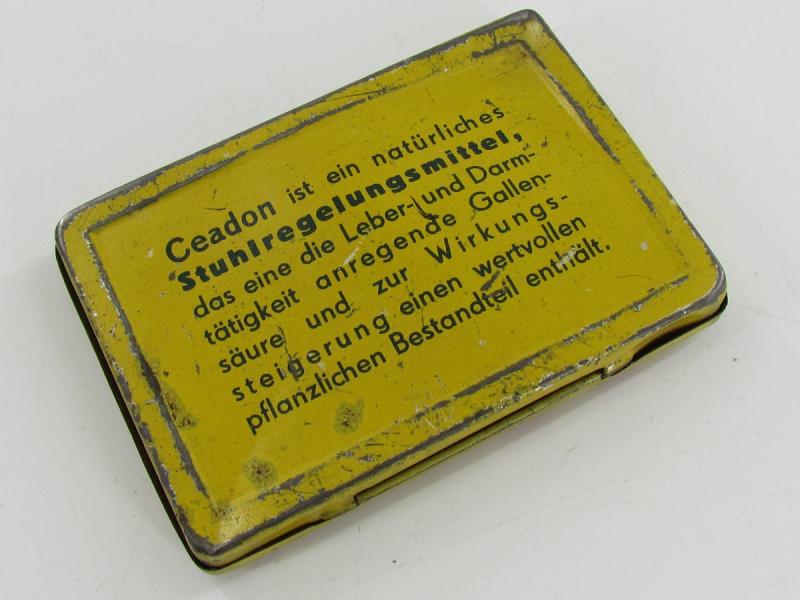 Ceadon ist ein natürliches
Stuhlregelungsmittel,
das eine die Leber- und Darm-
tätigkeit anregende Gallen-
säure und zur Wirkungs-
steigerung einen wertvollen
pflanzlichen Bestandteil enthält.